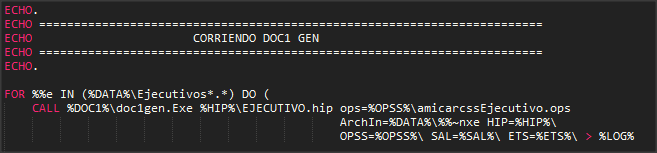 ECHO.
ECHO ========================================================================
ECHO                       CORRIENDO DOC1 GEN
ECHO ========================================================================
ECHO.
FOR %%e IN (%DATA%\Ejecutivos*.*) DO (
    CALL %DOC1%\doc1gen.Exe %HIP%\EJECUTIVO.hip ops=%OPSS%\amicarcssEjecutivo.ops
                                                ArchIn=%DATA%\%%~nxe HIP=%HIP%\
                                                OPSS=%OPSS%\ SAL=%SAL%\ ETS=%ETS%\ > %LOG%